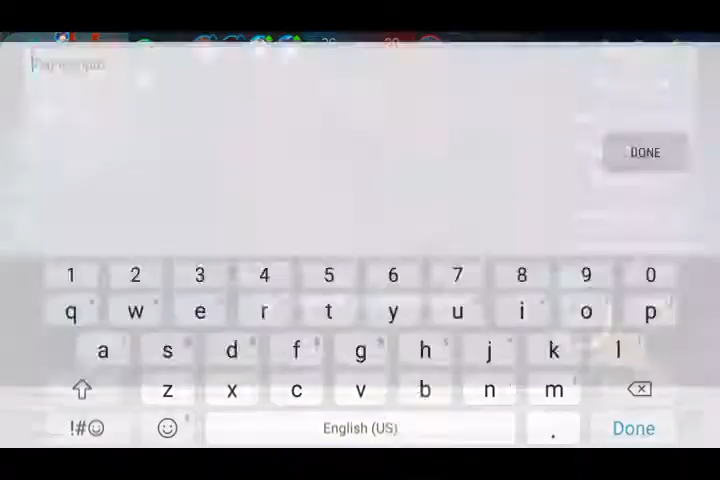 DONE
1 2 3 4 5 6 7 8 9 0
q w e r t y u i o p
a s d f g h j k l
z x c v b n m
!#☺ English (US) . Done